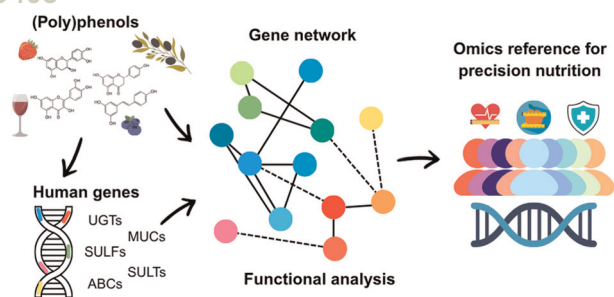 (Poly)phenols
Gene network
Omics reference for
precision nutrition
Human genes
UGTs
MUCs
SULFs
SULTs
ABCs
Functional analysis